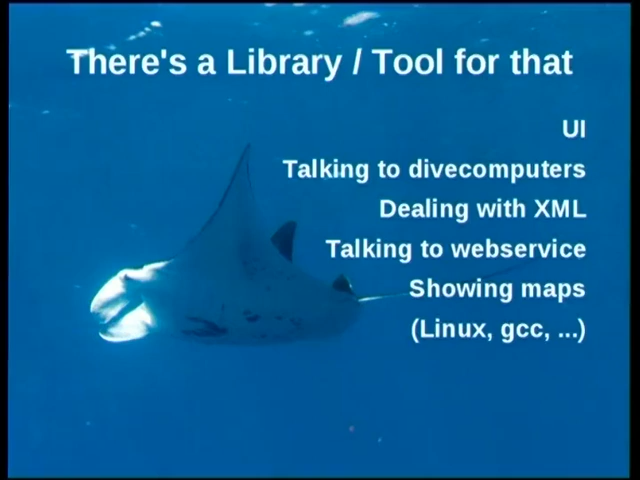 There's a Library / Tool for that
UI
Talking to divecomputers
Dealing with XML
Talking to webservice
Showing maps
(Linux, gcc, ...)